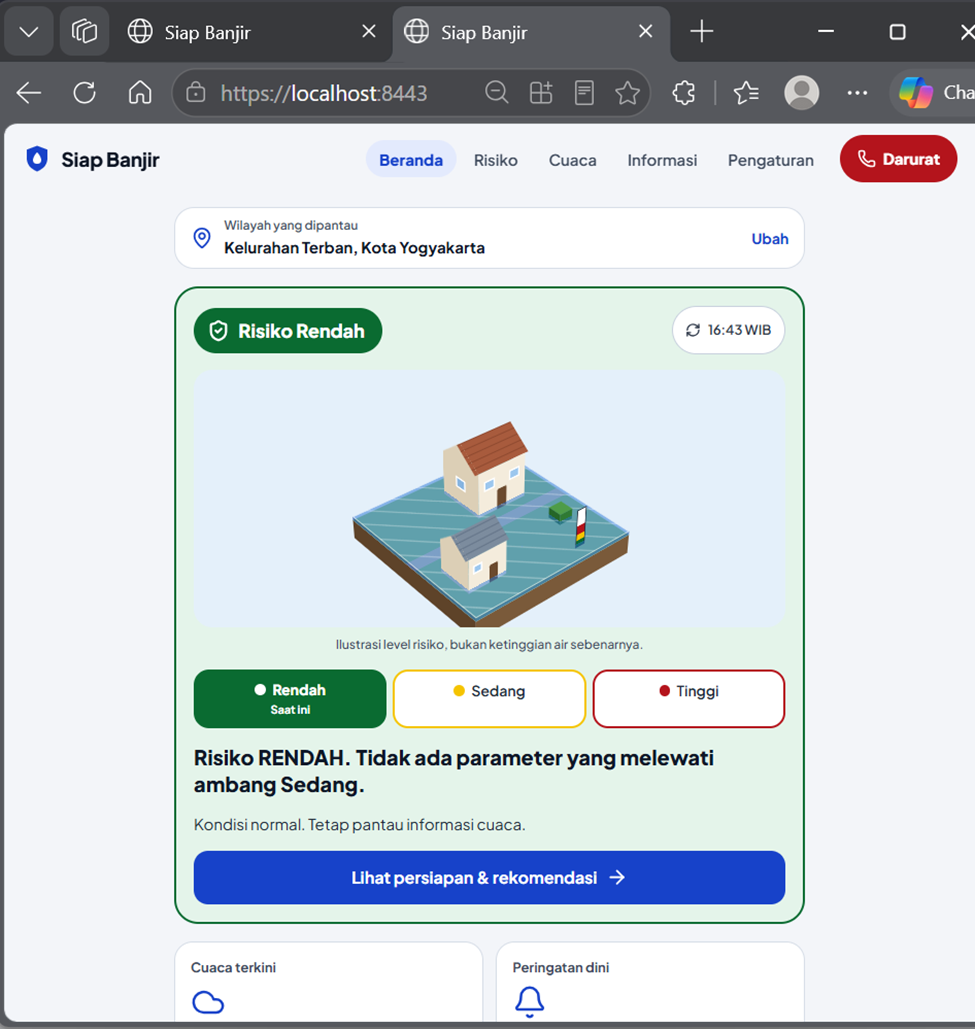 Siap Banjir
Siap Banjir
https://localhost:8443
Cha
Siap Banjir
Beranda
Risiko
Cuaca
Informasi
Pengaturan
Darurat
Wilayah yang dipantau
Kelurahan Terban, Kota Yogyakarta
Ubah
Risiko Rendah
16:43 WIB
Ilustrasi level risiko, bukan ketinggian air sebenarnya.
Rendah
Saat ini
Sedang
Tinggi
Risiko RENDAH. Tidak ada parameter yang melewati
ambang Sedang.
Kondisi normal. Tetap pantau informasi cuaca.
Lihat persiapan & rekomendasi
Cuaca terkini
Peringatan dini